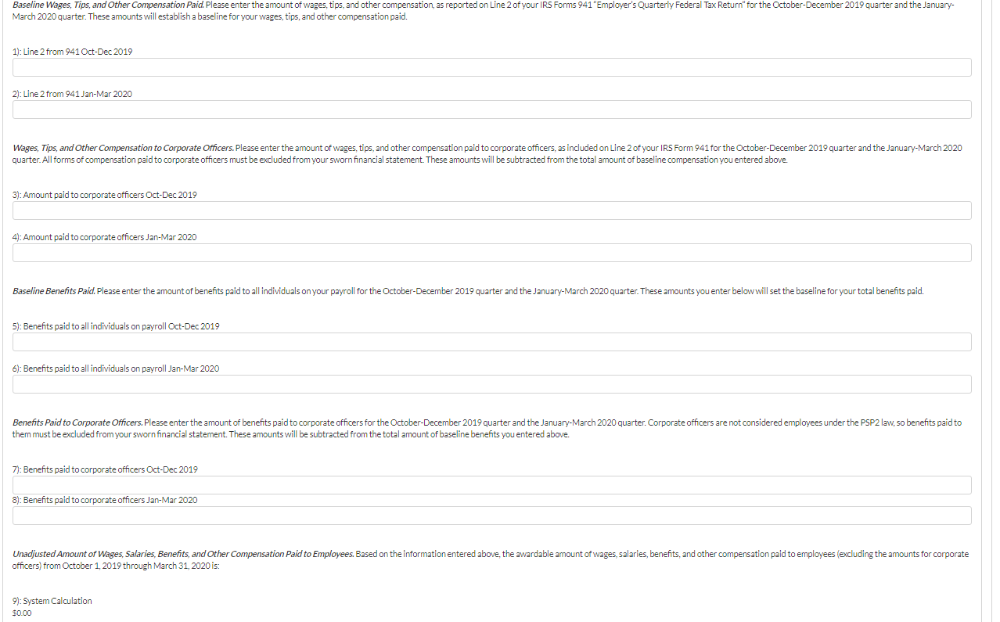 Baseline Wages, Tips, and Other Compensation Paid. Please enter the amount of wages, tips, and other compensation, as reported on Line 2 of your IRS Forms 941 "Employer's Quarterly Federal Tax Return" for the October-December 2019 quarter and the January-
March 2020 quarter. These amounts will establish a baseline for your wages, tips, and other compensation paid.
1): Line 2 from 941 Oct-Dec 2019
2): Line 2 from 941 Jan-Mar 2020
Wages, Tips, and Other Compensation to Corporate Officers. Please enter the amount of wages, tips, and other compensation paid to corporate officers, as included on Line 2 of your IRS Form 941 for the October-December 2019 quarter and the January-March 2020
quarter. All forms of compensation paid to corporate officers must be excluded from your sworn financial statement. These amounts will be subtracted from the total amount of baseline compensation you entered above.
3): Amount paid to corporate officers Oct-Dec 2019
4): Amount paid to corporate officers Jan-Mar 2020
Baseline Benefits Paid. Please enter the amount of benefits paid to all individuals on your payroll for the October-December 2019 quarter and the January-March 2020 quarter. These amounts you enter below will set the baseline for your total benefits paid.
5): Benefits paid to all individuals on payroll Oct-Dec 2019
6): Benefits paid to all individuals on payroll Jan-Mar 2020
Benefits Paid to Corporate Officers. Please enter the amount of benefits paid to corporate officers for the October-December 2019 quarter and the January-March 2020 quarter. Corporate officers are not considered employees under the PSP2 law, so benefits paid to
them must be excluded from your sworn financial statement. These amounts will be subtracted from the total amount of baseline benefits you entered above.
7): Benefits paid to corporate officers Oct-Dec 2019
8): Benefits paid to corporate officers Jan-Mar 2020
Unadjusted Amount of Wages, Salaries, Benefits, and Other Compensation Paid to Employees. Based on the information entered above, the awardable amount of wages, salaries, benefits, and other compensation paid to employees (excluding the amounts for corporate
officers) from October 1, 2019 through March 31, 2020 is:
9): System Calculation
$0.00